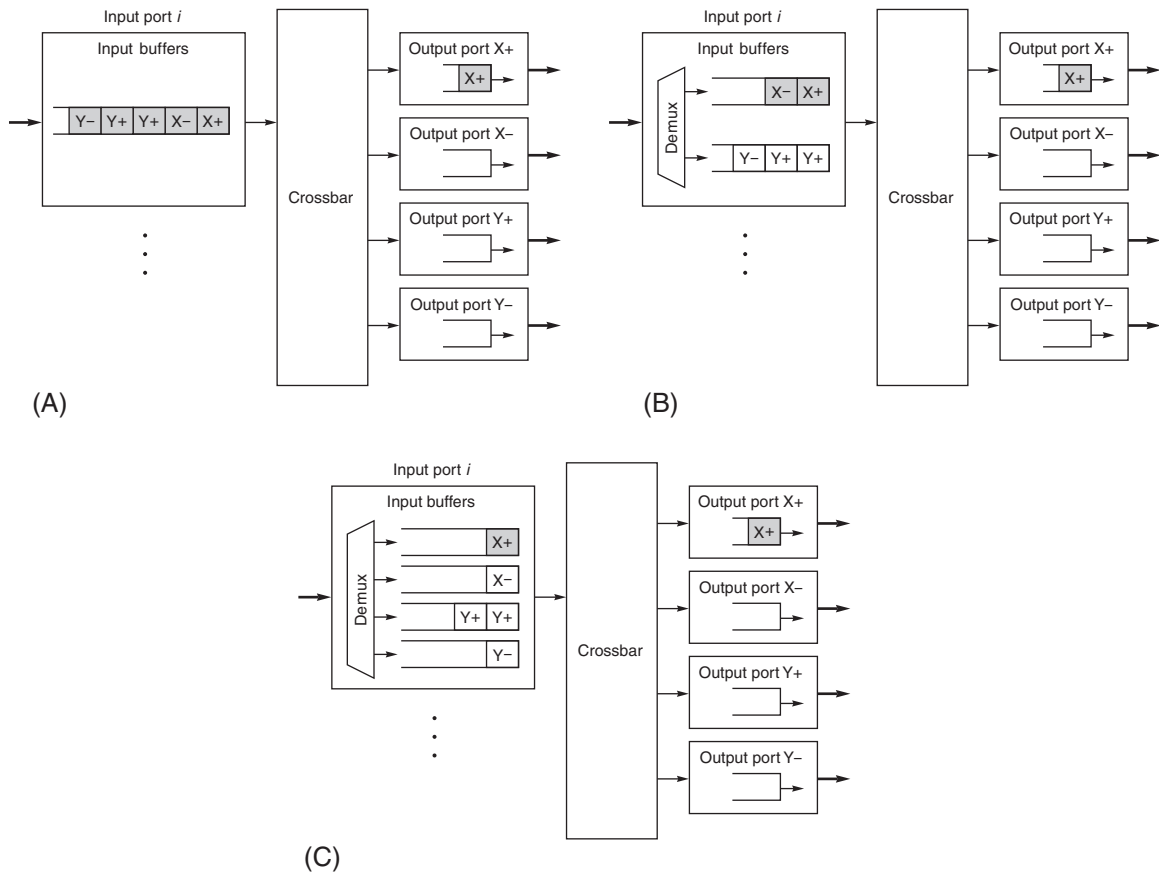 Input port i
Input buffers
Y− Y+ Y+ X− X+
Crossbar
Output port X+
X+
Output port X−
Output port Y+
Output port Y−
(A)
Input port i
Input buffers
Demux
X− X+
Y− Y+ Y+
Crossbar
Output port X+
X+
Output port X−
Output port Y+
Output port Y−
(B)
Input port i
Input buffers
Demux
X+
X−
Y+ Y+
Y−
Crossbar
Output port X+
X+
Output port X−
Output port Y+
Output port Y−
(C)